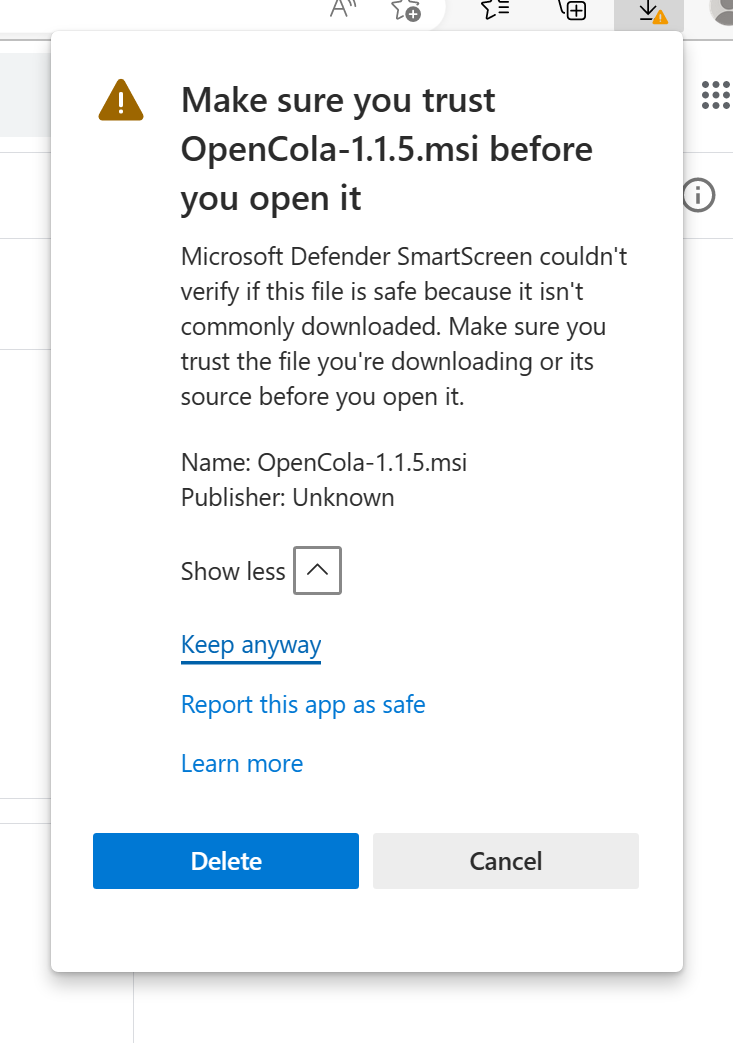 Make sure you trust
OpenCola-1.1.5.msi before
you open it
Microsoft Defender SmartScreen couldn't
verify if this file is safe because it isn't
commonly downloaded. Make sure you
trust the file you're downloading or its
source before you open it.
Name: OpenCola-1.1.5.msi
Publisher: Unknown
Show less
Keep anyway
Report this app as safe
Learn more
Delete
Cancel